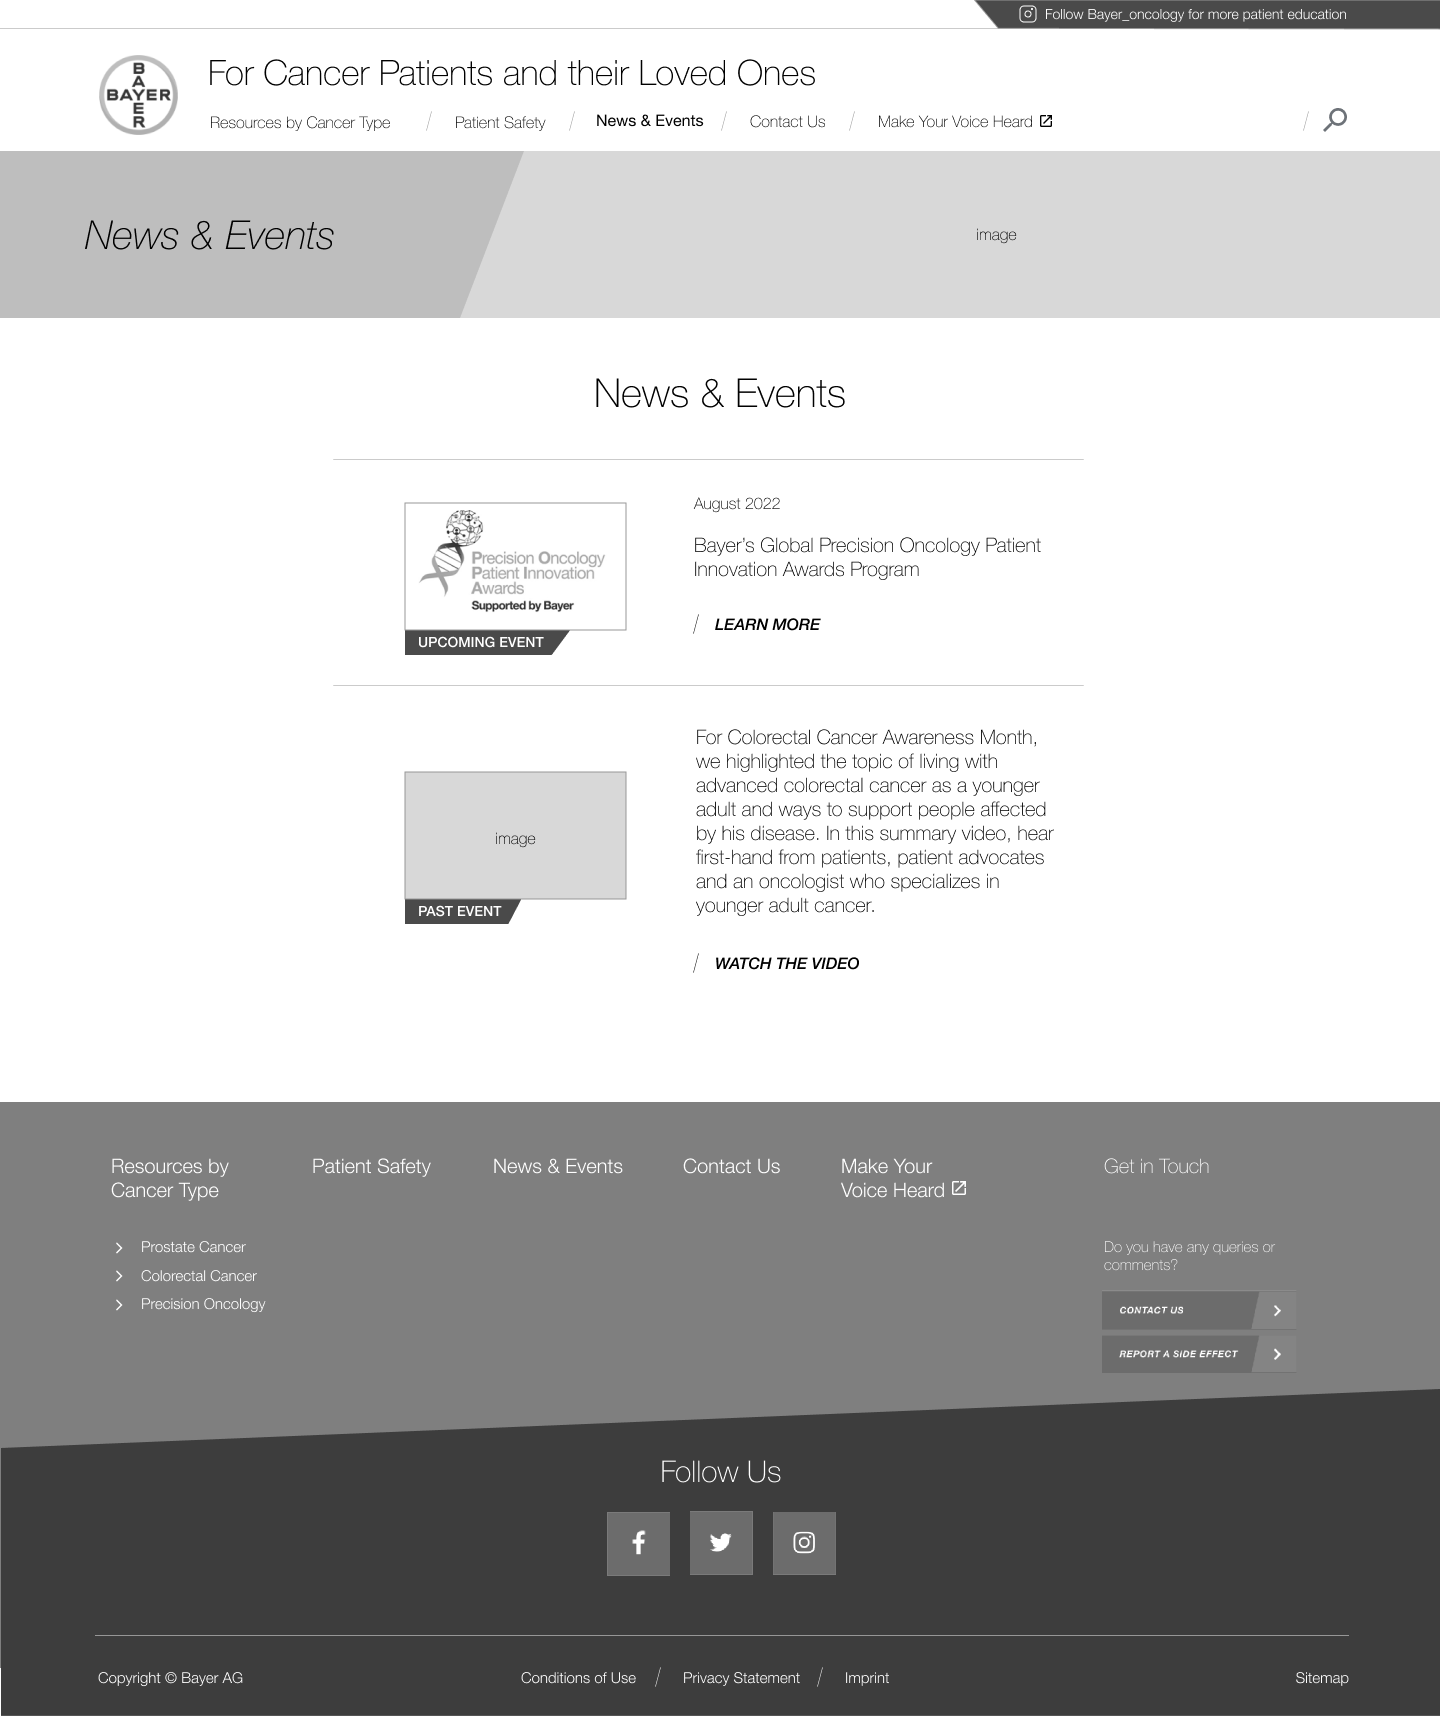 Follow Bayer_oncology for more patient education
BAYER
BAYER
For Cancer Patients and their Loved Ones
Resources by Cancer Type / Patient Safety / News & Events / Contact Us / Make Your Voice Heard /
News & Events
image
News & Events
August 2022
Precision Oncology
Patient Innovation
Awards
Supported by Bayer
UPCOMING EVENT
Bayer’s Global Precision Oncology Patient
Innovation Awards Program
/ LEARN MORE
image
PAST EVENT
For Colorectal Cancer Awareness Month,
we highlighted the topic of living with
advanced colorectal cancer as a younger
adult and ways to support people affected
by his disease. In this summary video, hear
first-hand from patients, patient advocates
and an oncologist who specializes in
younger adult cancer.
/ WATCH THE VIDEO
Resources by
Cancer Type
Prostate Cancer
Colorectal Cancer
Precision Oncology
Patient Safety
News & Events
Contact Us
Make Your
Voice Heard
Get in Touch
Do you have any queries or
comments?
CONTACT US
REPORT A SIDE EFFECT
Follow Us
Copyright © Bayer AG
Conditions of Use / Privacy Statement / Imprint
Sitemap